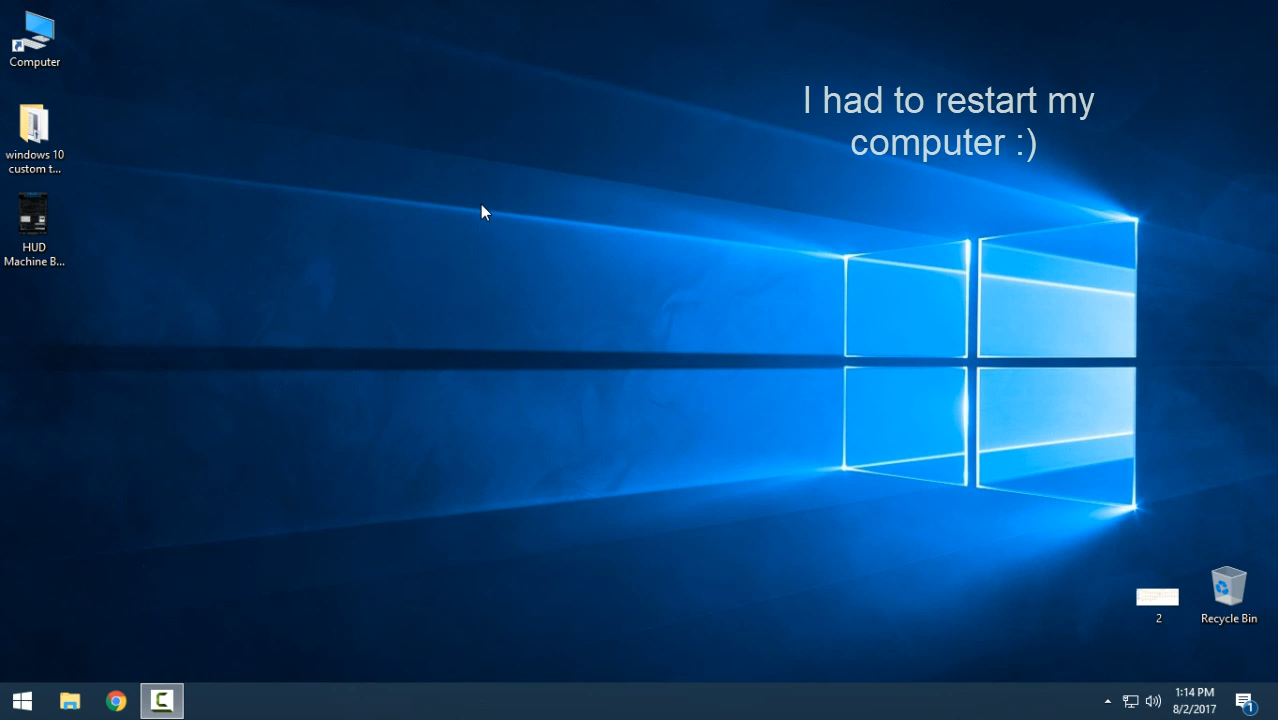 Computer
windows 10
custom t...
HUD
Machine B...
I had to restart my
computer :)
2
Recycle Bin
1:14 PM
8/2/2017
1